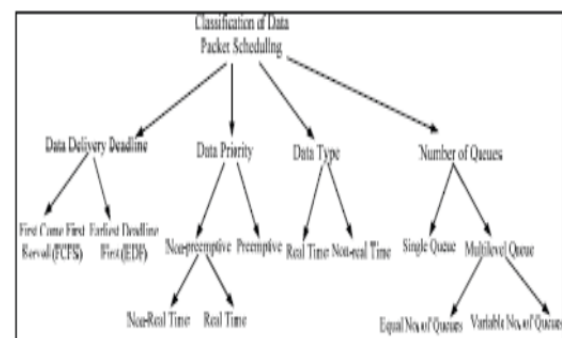 Classification of Data
Packet Scheduling
Data Delivery Deadline
Data Priority
Data Type
Number of Queues
First Come First
Served (FCFS)
Earliest Deadline
First (EDF)
Non-preemptive
Preemptive
Real Time
Non-real Time
Single Queue
Multilevel Queue
Non-Real Time
Real Time
Equal No. of Queues
Variable No. of Queues